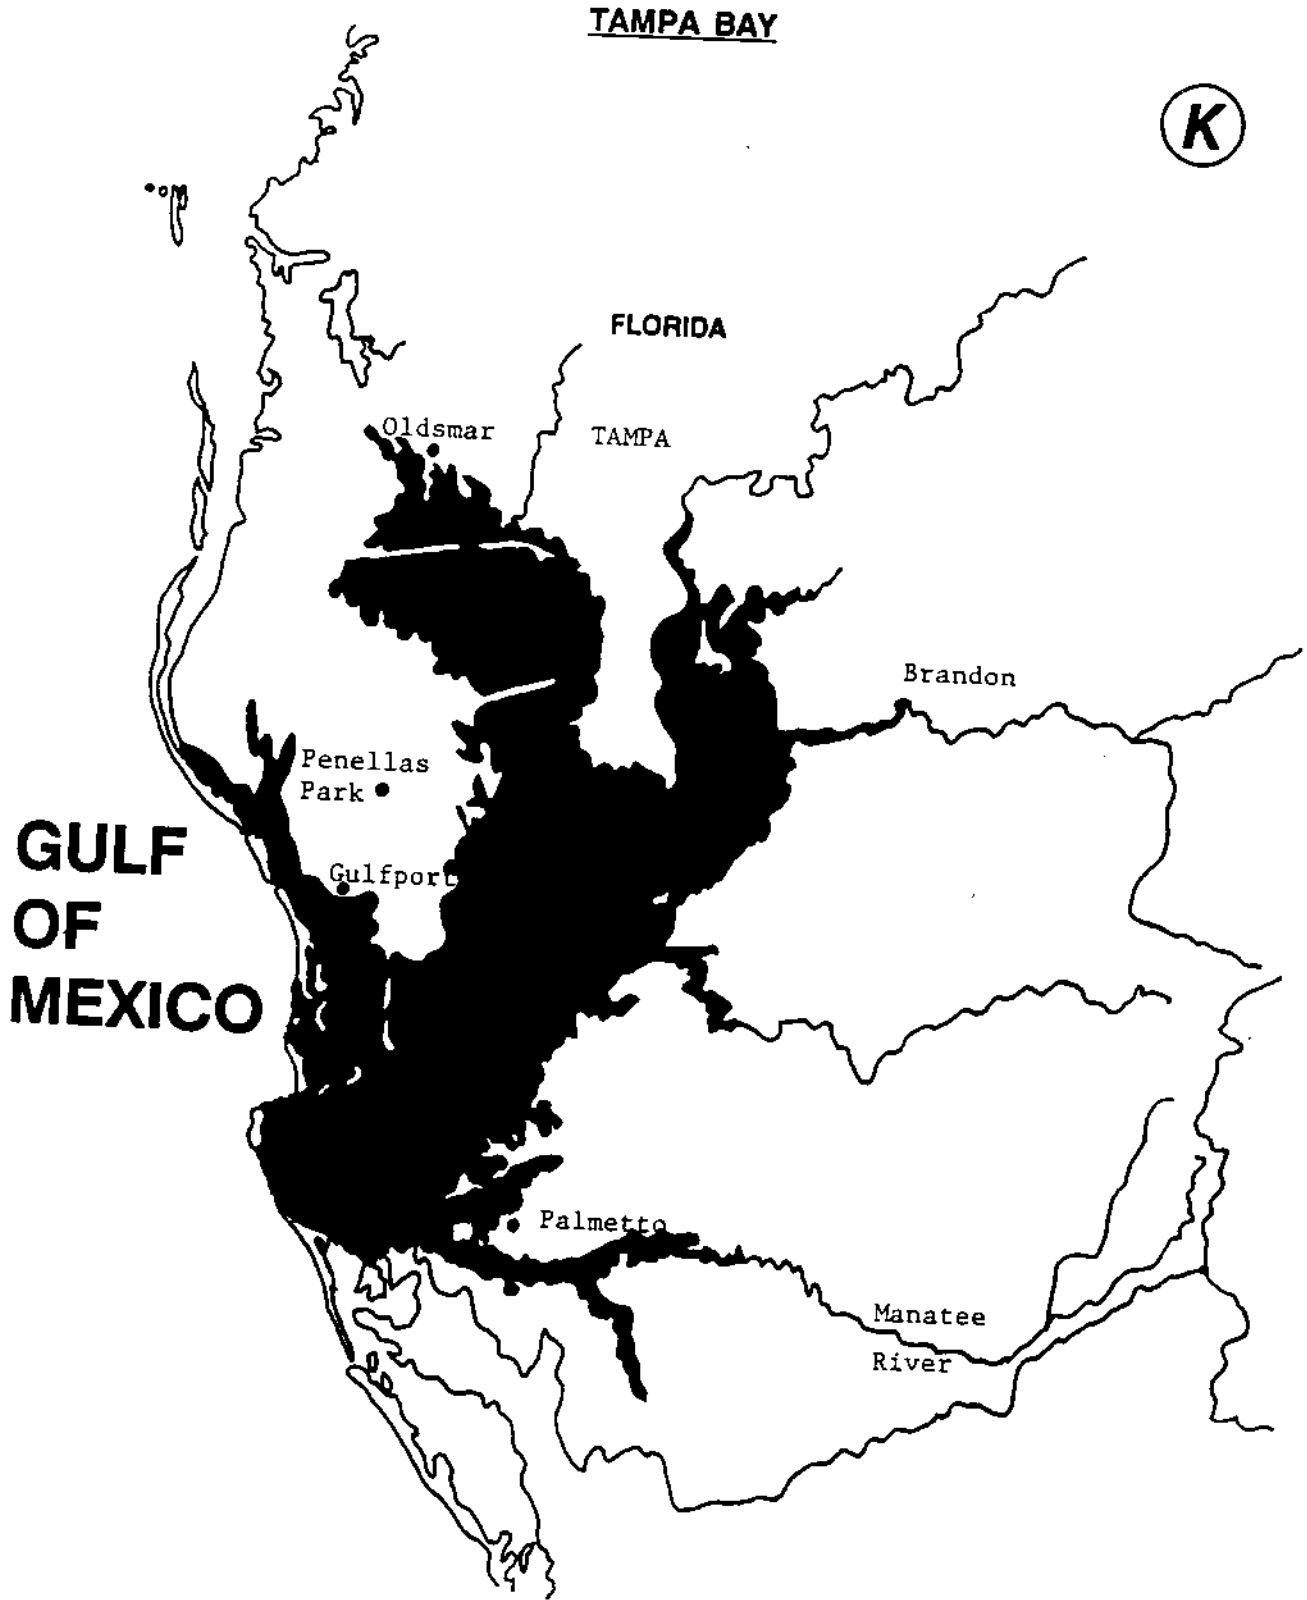 TAMPA BAY
K
FLORIDA
Oldsmar
TAMPA
Brandon
Penellas
Park
GULF
OF
MEXICO
Gulfport
Palmetto
Manatee
River